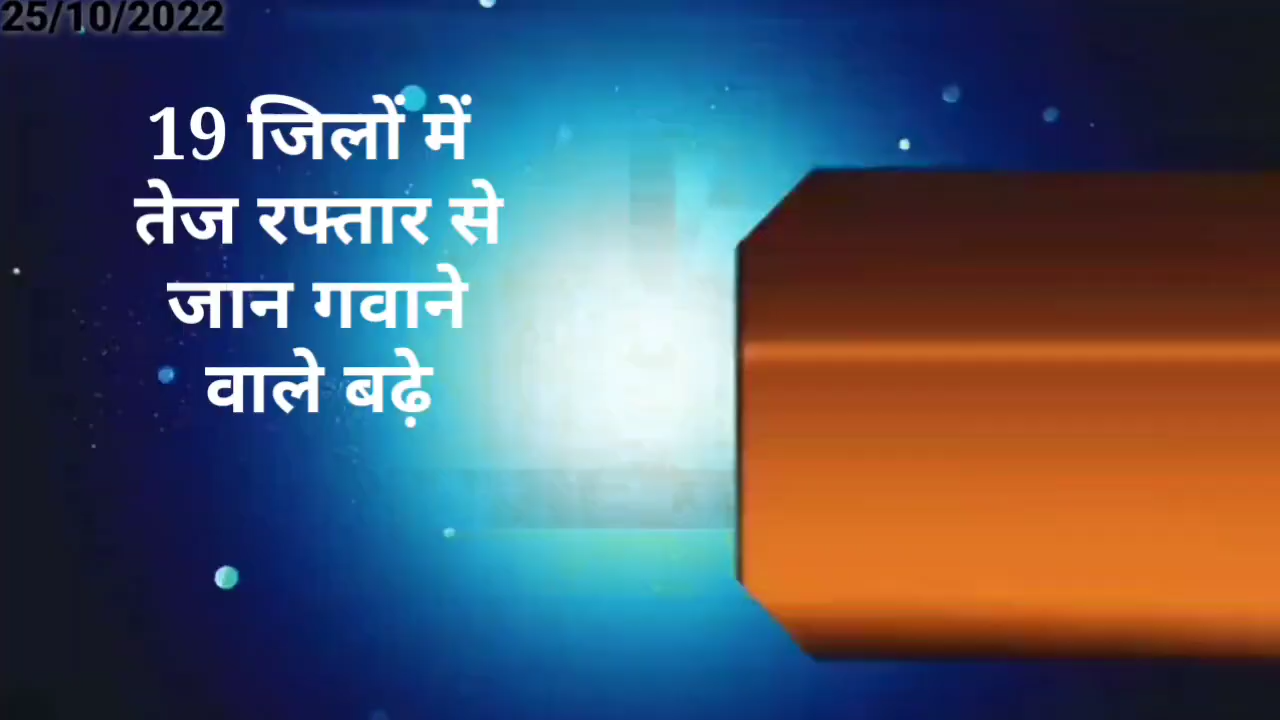 25/10/2022
19 जिलों में
तेज रफ्तार से
जान गवाने
वाले बढ़े